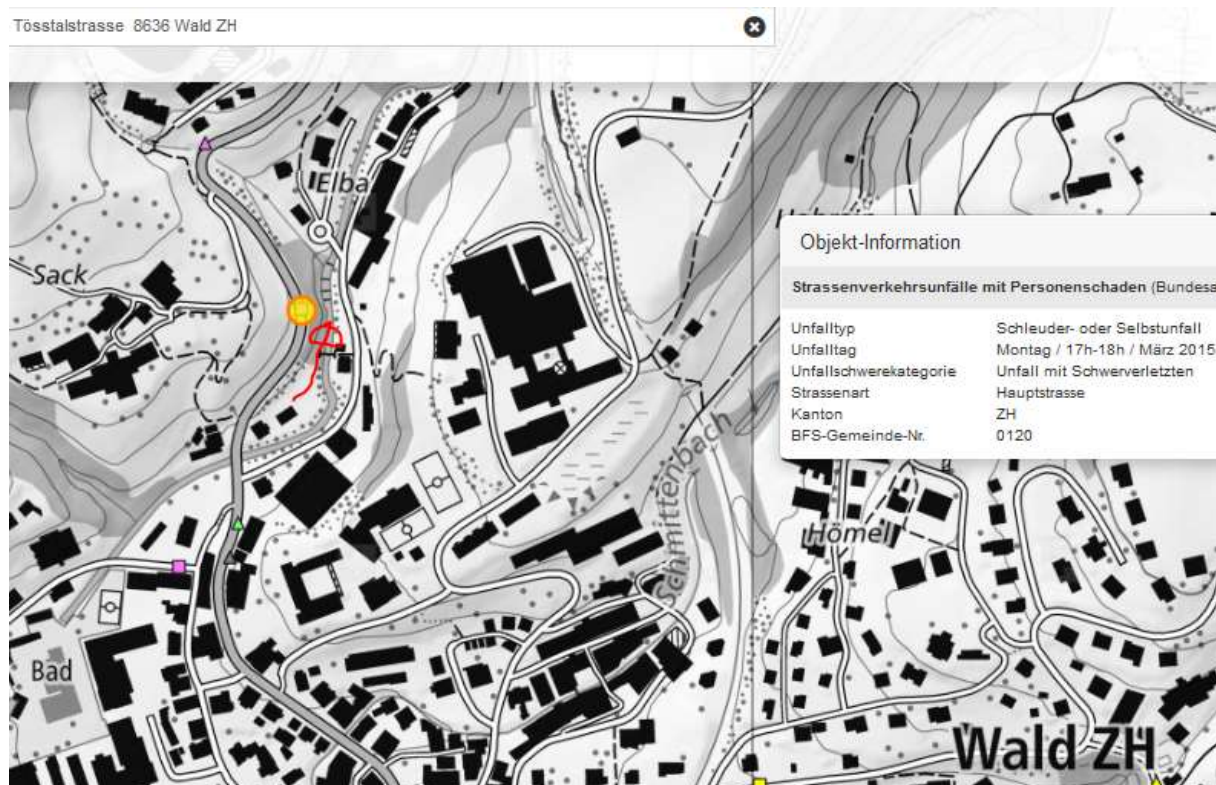 Tösstalstrasse 8636 Wald ZH
Elba
Sack
Objekt-Information
Strassenverkehrsunfälle mit Personenschaden (Bundesa
Unfalltyp Schleuder- oder Selbstunfall
Unfalltag Montag / 17h-18h / März 2015
Unfallschwerekategorie Unfall mit Schwerverletzten
Strassenart Hauptstrasse
Kanton ZH
BFS-Gemeinde-Nr. 0120
Schmittenbach
Hömel
Bad
Wald ZH